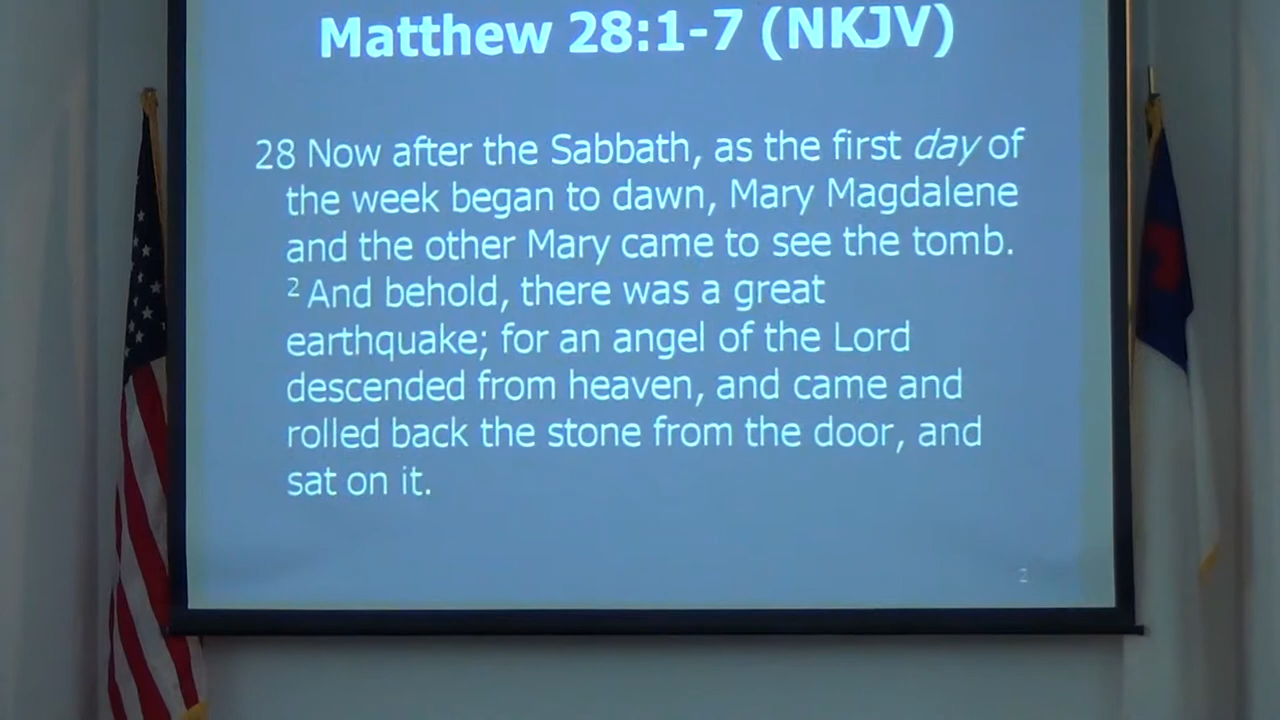 Matthew 28:1-7 (NKJV)
28 Now after the Sabbath, as the first day of
the week began to dawn, Mary Magdalene
and the other Mary came to see the tomb.
2 And behold, there was a great
earthquake; for an angel of the Lord
descended from heaven, and came and
rolled back the stone from the door, and
sat on it.
2